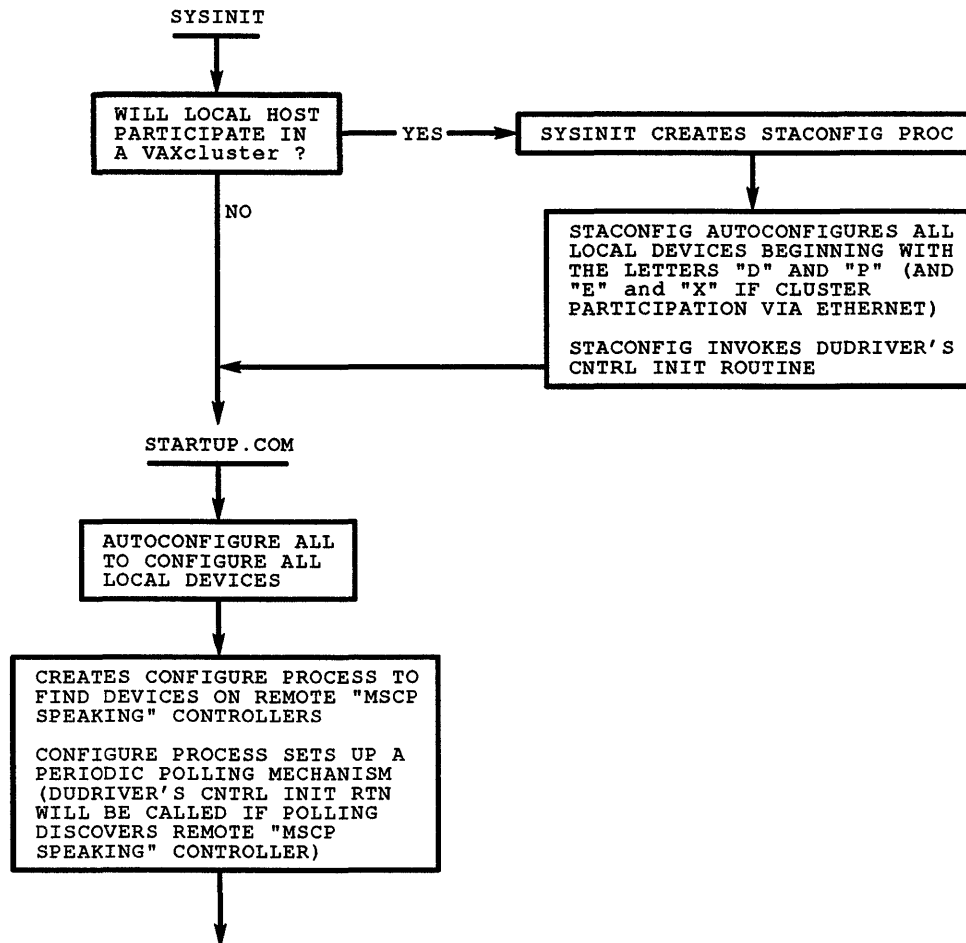 SYSINIT
WILL LOCAL HOST
PARTICIPATE IN
A VAXcluster ?
YES
SYSINIT CREATES STACONFIG PROC
NO
STACONFIG AUTOCONFIGURES ALL
LOCAL DEVICES BEGINNING WITH
THE LETTERS "D" AND "P" (AND
"E" and "X" IF CLUSTER
PARTICIPATION VIA ETHERNET)
STACONFIG INVOKES DUDRIVER'S
CNTRL INIT ROUTINE
STARTUP.COM
AUTOCONFIGURE ALL
TO CONFIGURE ALL
LOCAL DEVICES
CREATES CONFIGURE PROCESS TO
FIND DEVICES ON REMOTE "MSCP
SPEAKING" CONTROLLERS
CONFIGURE PROCESS SETS UP A
PERIODIC POLLING MECHANISM
(DUDRIVER'S CNTRL INIT RTN
WILL BE CALLED IF POLLING
DISCOVERS REMOTE "MSCP
SPEAKING" CONTROLLER)